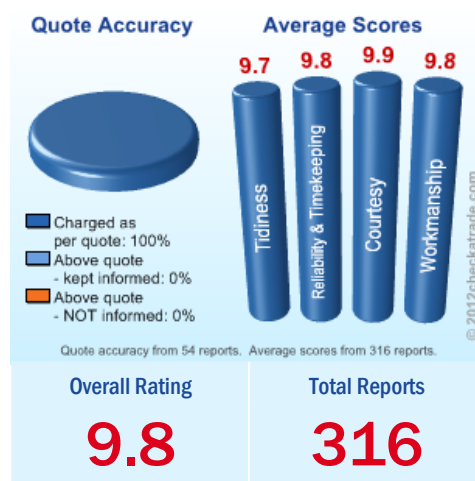 Quote Accuracy
Average Scores
9.7
9.8
9.9
9.8
Tidiness
Reliability & Timekeeping
Courtesy
Workmanship
Charged as
per quote: 100%
Above quote
- kept informed: 0%
Above quote
- NOT informed: 0%
© 2012checkatrade.com
Quote accuracy from 54 reports. Average scores from 316 reports.
Overall Rating
Total Reports
9.8
316